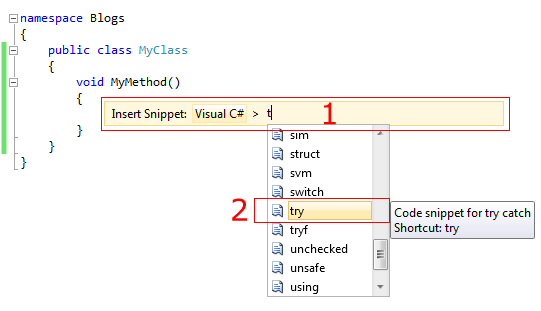 namespace Blogs
{
public class MyClass
{
void MyMethod()
{
Insert Snippet: Visual C# > t
1
}
}
}
sim
struct
svm
switch
2
try
tryf
unchecked
unsafe
using
Code snippet for try catch
Shortcut: try